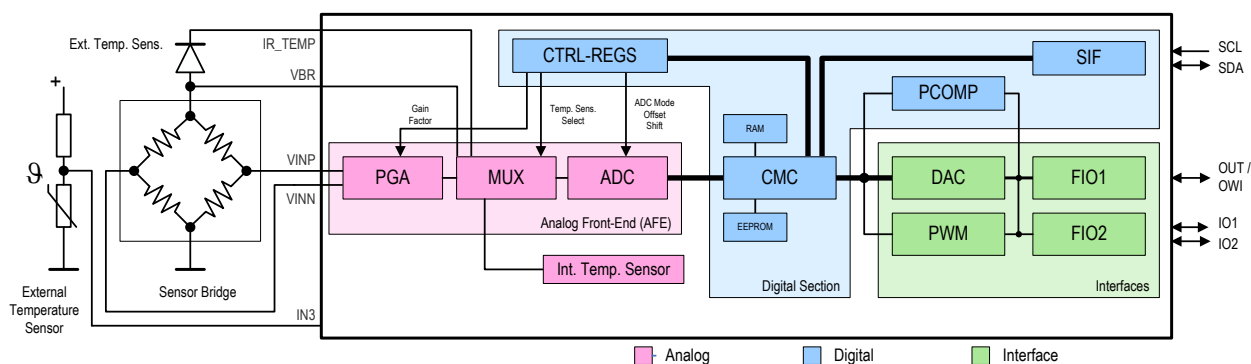 Ext. Temp. Sens.
IR_TEMP
VBR
+
ϑ
VINP
VINN
External
Temperature
Sensor
Sensor Bridge
IN3
CTRL-REGS
SIF
SCL
SDA
PCOMP
Gain
Factor
Temp. Sens.
Select
ADC Mode
Offset
Shift
RAM
PGA
MUX
ADC
CMC
DAC
FIO1
OUT /
OWI
Analog Front-End (AFE)
EEPROM
PWM
FIO2
IO1
IO2
Int. Temp. Sensor
Digital Section
Interfaces
Analog
Digital
Interface